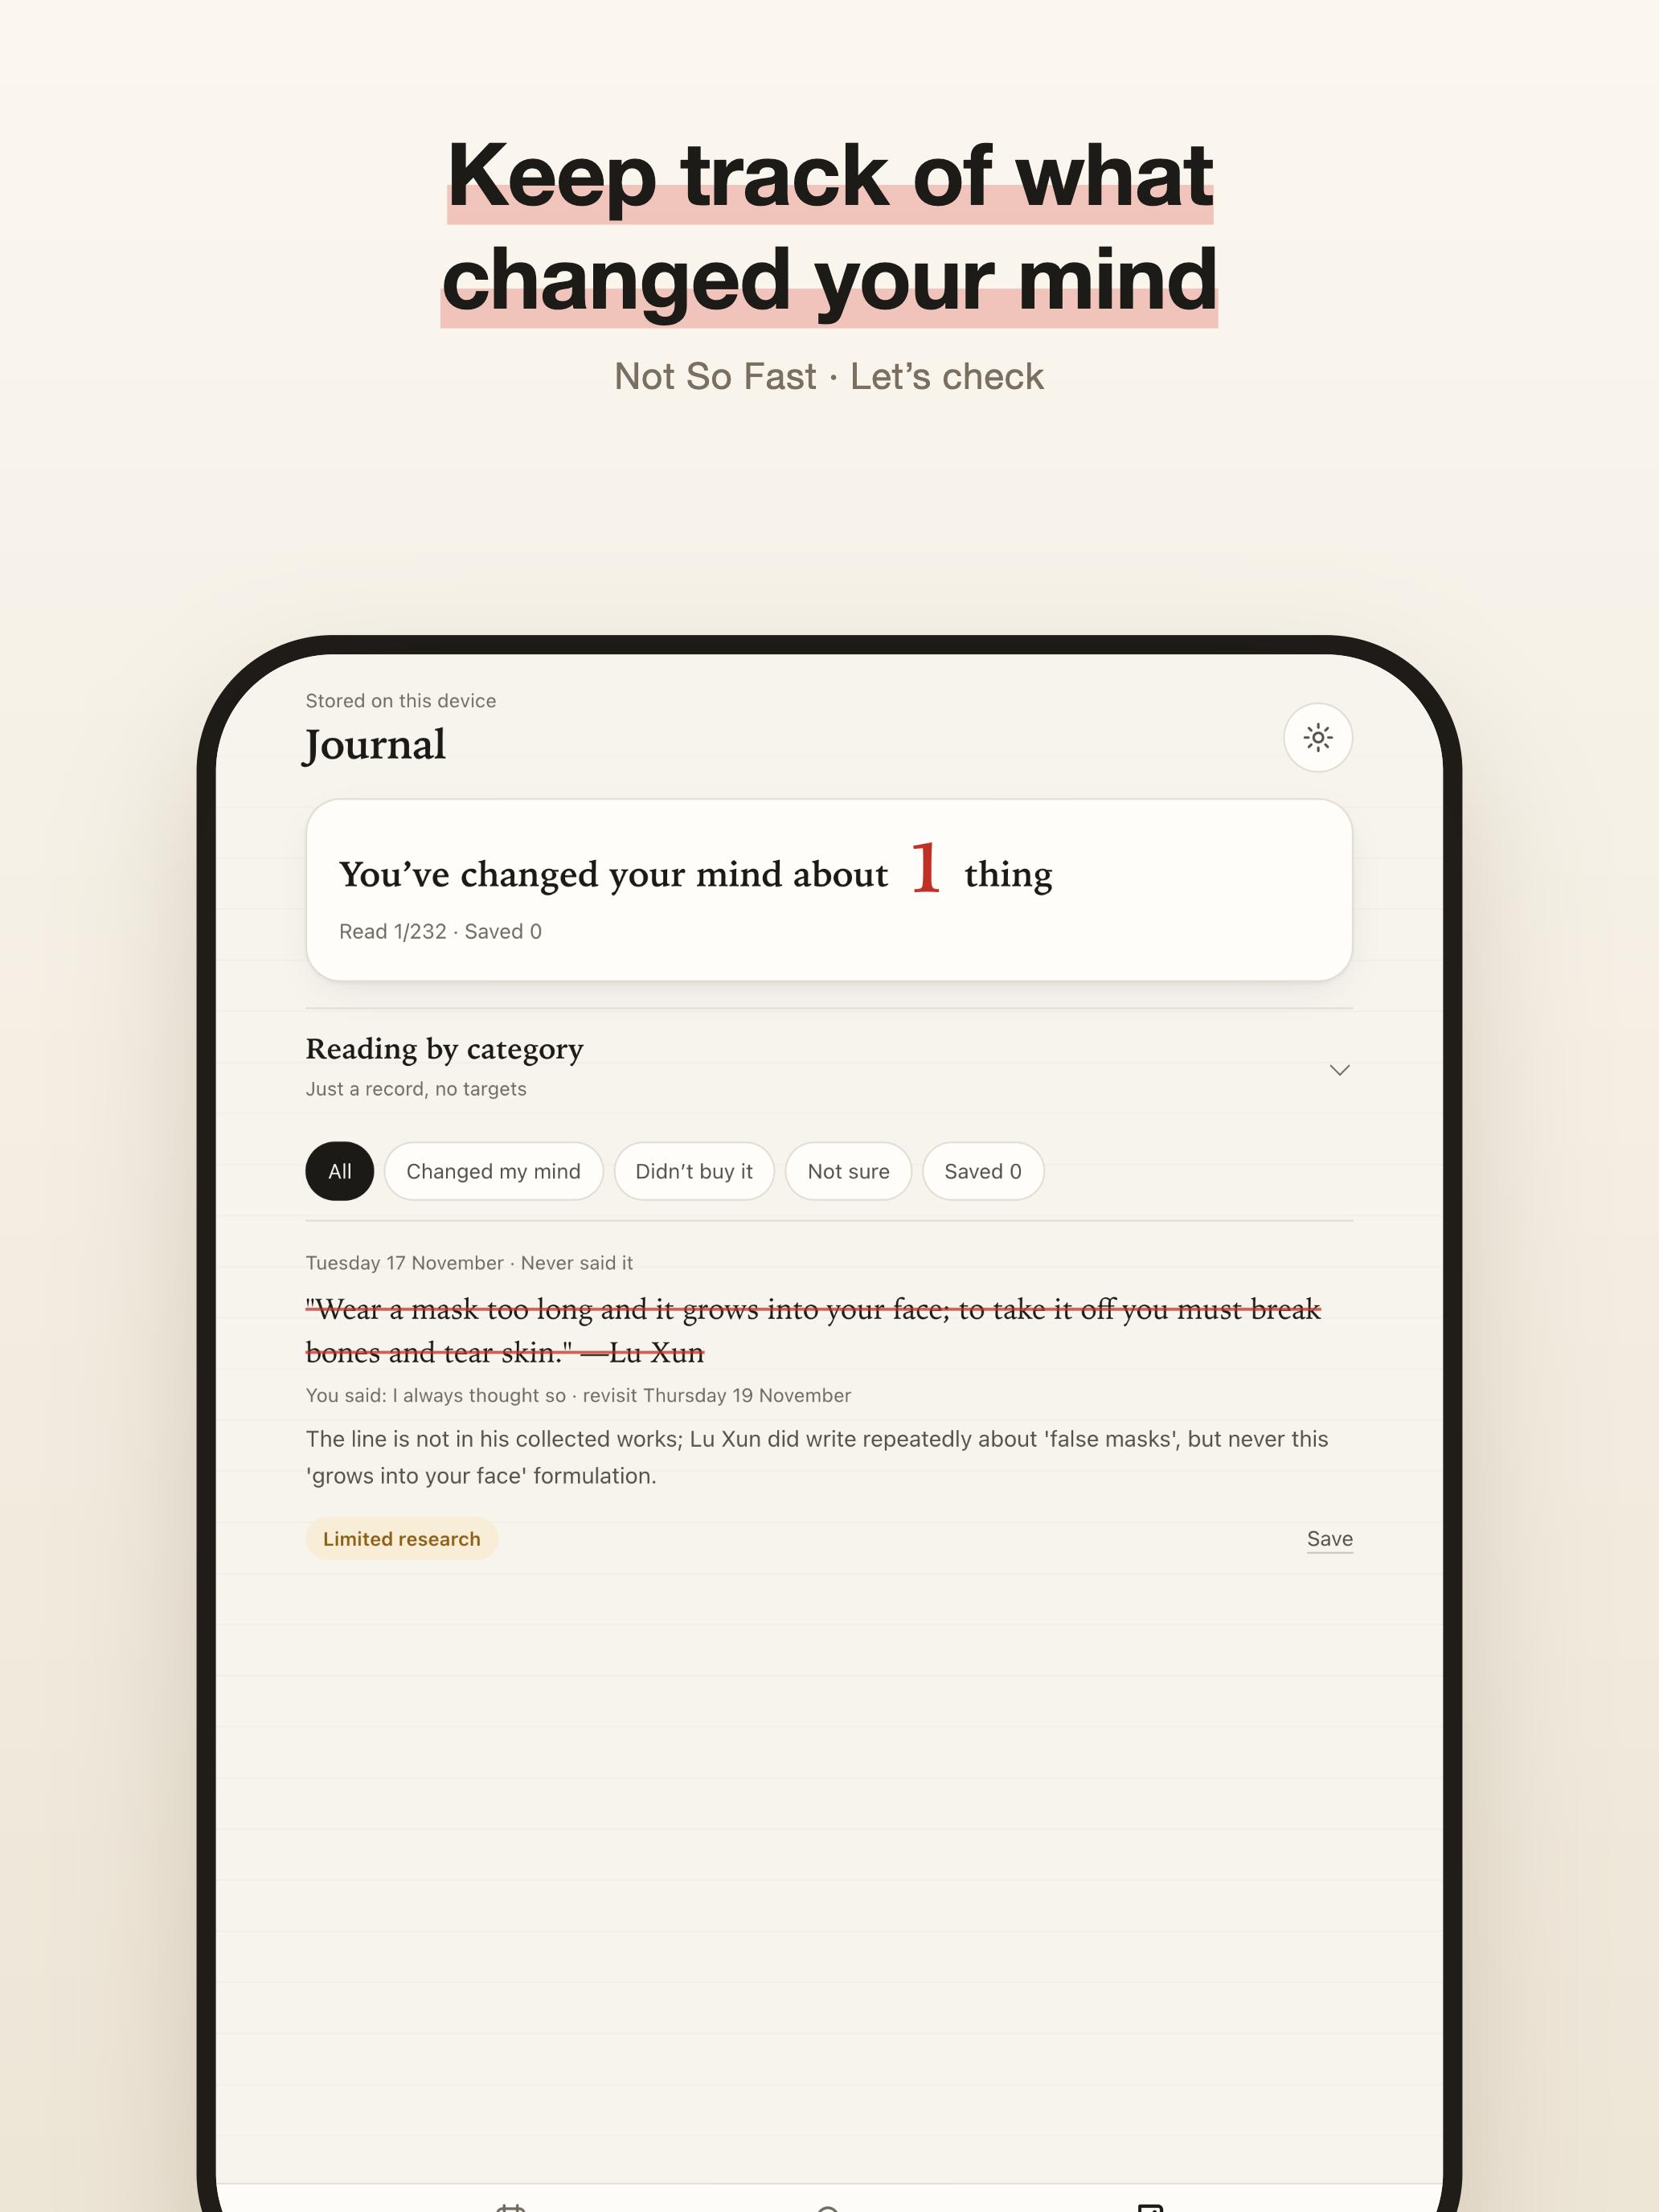 Keep track of what
changed your mind
Not So Fast · Let’s check
Stored on this device
Journal
You’ve changed your mind about 1 thing
Read 1/232 · Saved 0
Reading by category
Just a record, no targets
All
Changed my mind
Didn’t buy it
Not sure
Saved 0
Tuesday 17 November · Never said it
"Wear a mask too long and it grows into your face; to take it off you must break
bones and tear skin." —Lu Xun
You said: I always thought so · revisit Thursday 19 November
The line is not in his collected works; Lu Xun did write repeatedly about 'false masks', but never this
'grows into your face' formulation.
Limited research
Save